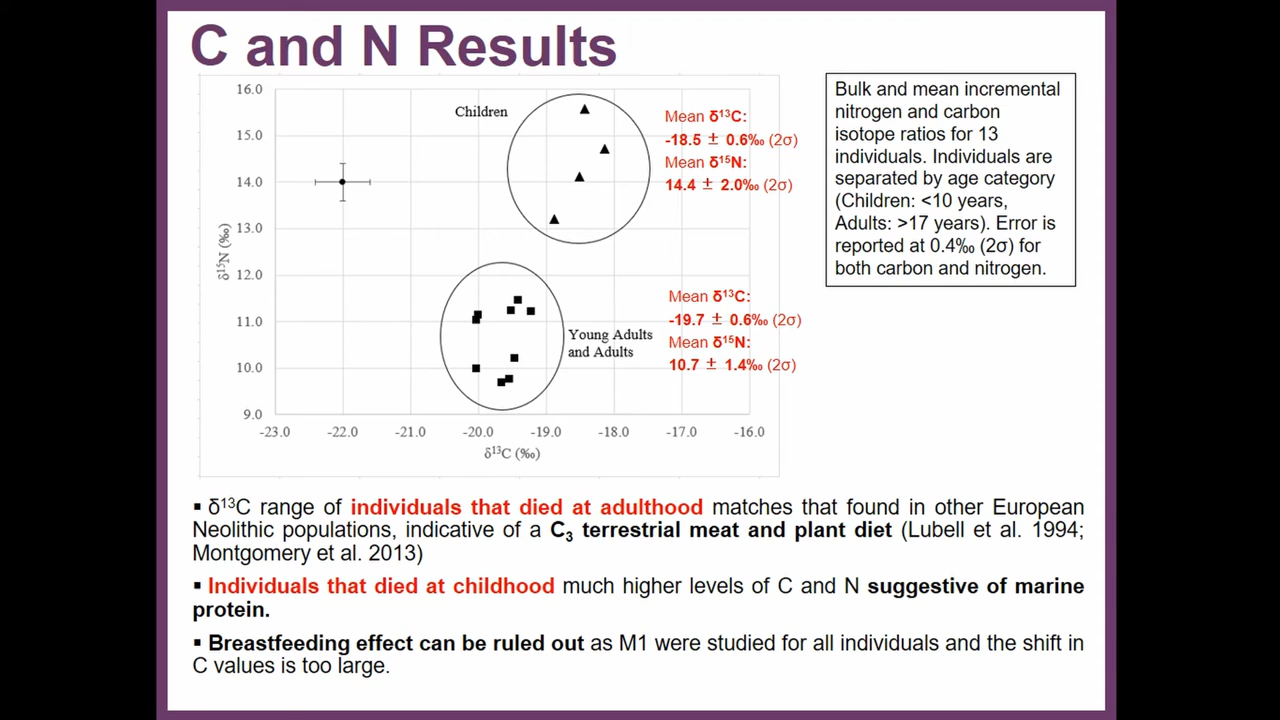 C and N Results
16.0
15.0
14.0
13.0
12.0
11.0
10.0
9.0
δ¹⁵N (‰)
-23.0 -22.0 -21.0 -20.0 -19.0 -18.0 -17.0 -16.0
δ¹³C (‰)
Children
Mean δ¹³C:
-18.5 ± 0.6‰ (2σ)
Mean δ¹⁵N:
14.4 ± 2.0‰ (2σ)
Young Adults
and Adults
Mean δ¹³C:
-19.7 ± 0.6‰ (2σ)
Mean δ¹⁵N:
10.7 ± 1.4‰ (2σ)
Bulk and mean incremental
nitrogen and carbon
isotope ratios for 13
individuals. Individuals are
separated by age category
(Children: <10 years,
Adults: >17 years). Error is
reported at 0.4‰ (2σ) for
both carbon and nitrogen.
▪ δ¹³C range of individuals that died at adulthood matches that found in other European
Neolithic populations, indicative of a C₃ terrestrial meat and plant diet (Lubell et al. 1994;
Montgomery et al. 2013)
▪ Individuals that died at childhood much higher levels of C and N suggestive of marine
protein.
▪ Breastfeeding effect can be ruled out as M1 were studied for all individuals and the shift in
C values is too large.